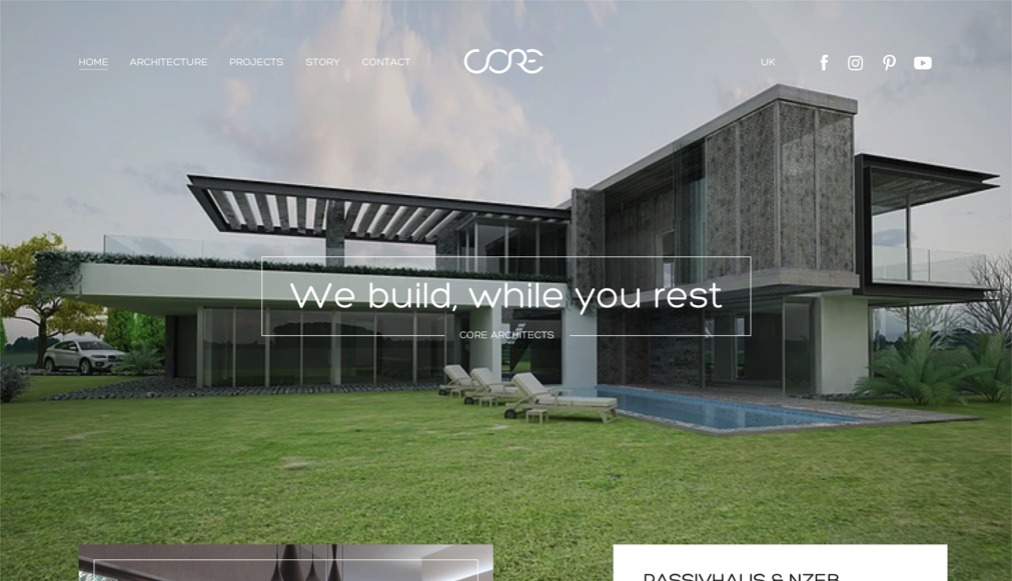 HOME ARCHITECTURE PROJECTS STORY CONTACT CORE UK
We build, while you rest
CORE ARCHITECTS
PASSIVHAUS & NZEB